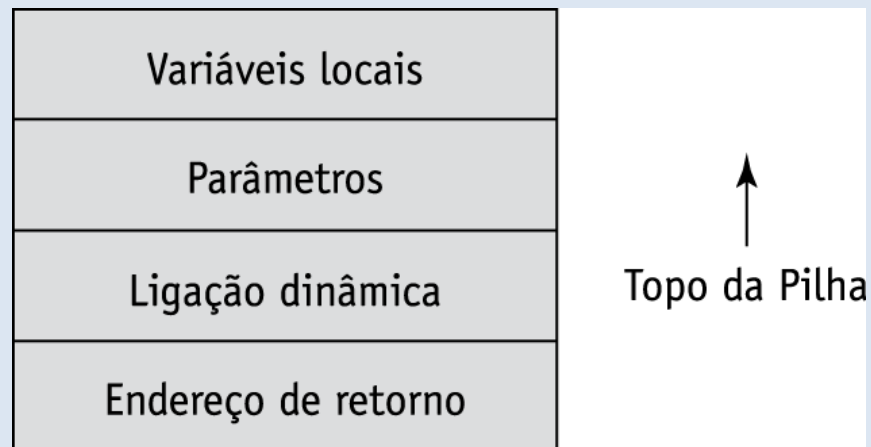 Variáveis locais
Parâmetros
Ligação dinâmica
Topo da Pilha
Endereço de retorno